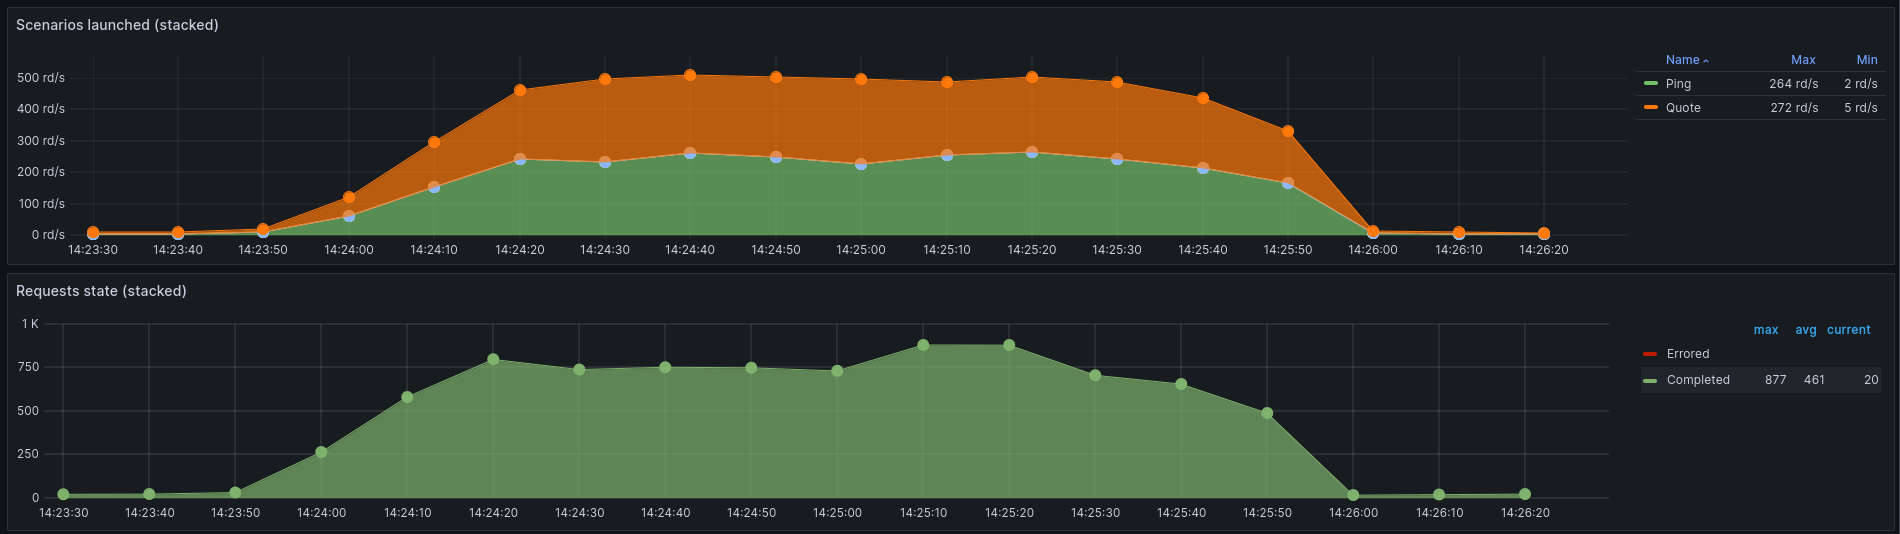 Scenarios launched (stacked)
500 rd/s
400 rd/s
300 rd/s
200 rd/s
100 rd/s
0 rd/s
14:23:30 14:23:40 14:23:50 14:24:00 14:24:10 14:24:20 14:24:30 14:24:40 14:24:50 14:25:00 14:25:10 14:25:20 14:25:30 14:25:40 14:25:50 14:26:00 14:26:10 14:26:20
Name Max Min
Ping 264 rd/s 2 rd/s
Quote 272 rd/s 5 rd/s
Requests state (stacked)
1 K
750
500
250
0
14:23:30 14:23:40 14:23:50 14:24:00 14:24:10 14:24:20 14:24:30 14:24:40 14:24:50 14:25:00 14:25:10 14:25:20 14:25:30 14:25:40 14:25:50 14:26:00 14:26:10 14:26:20
max avg current
Errored
Completed 877 461 20